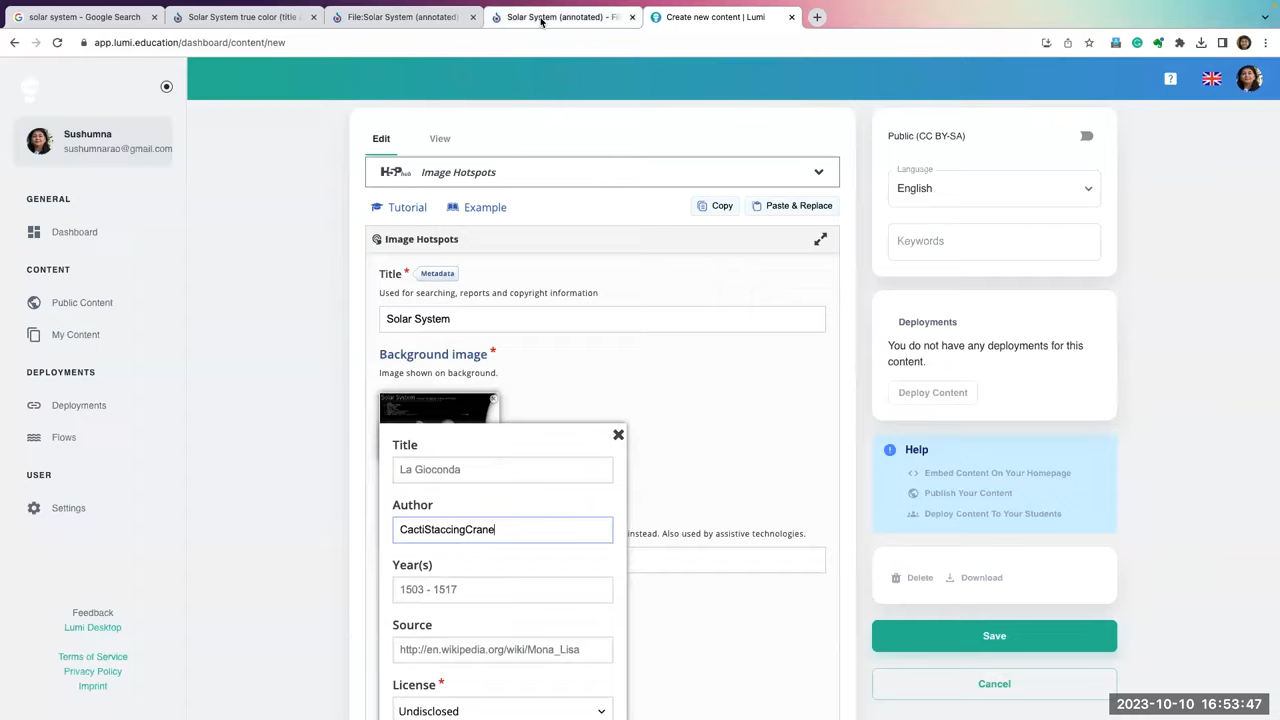 solar system - Google Search
Solar System true color (title &
File:Solar System (annotated)
Solar System (annotated) - Fi
Create new content | Lumi
app.lumi.education/dashboard/content/new
Sushumna
sushumnarao@gmail.com
GENERAL
Dashboard
CONTENT
Public Content
My Content
DEPLOYMENTS
Deployments
Flows
USER
Settings
Feedback
Lumi Desktop
Terms of Service
Privacy Policy
Imprint
Edit
View
H5P hub
Image Hotspots
Tutorial
Example
Copy
Paste & Replace
Image Hotspots
Title *
Metadata
Used for searching, reports and copyright information
Solar System
Background image *
Image shown on background.
Solar System
Title
La Gioconda
Author
CactiStaccingCrane
instead. Also used by assistive technologies.
Year(s)
1503 - 1517
Source
http://en.wikipedia.org/wiki/Mona_Lisa
License *
Undisclosed
Public (CC BY-SA)
Language
English
Keywords
Deployments
You do not have any deployments for this
content.
Deploy Content
Help
Embed Content On Your Homepage
Publish Your Content
Deploy Content To Your Students
Delete
Download
Save
Cancel
2023-10-10 16:53:47